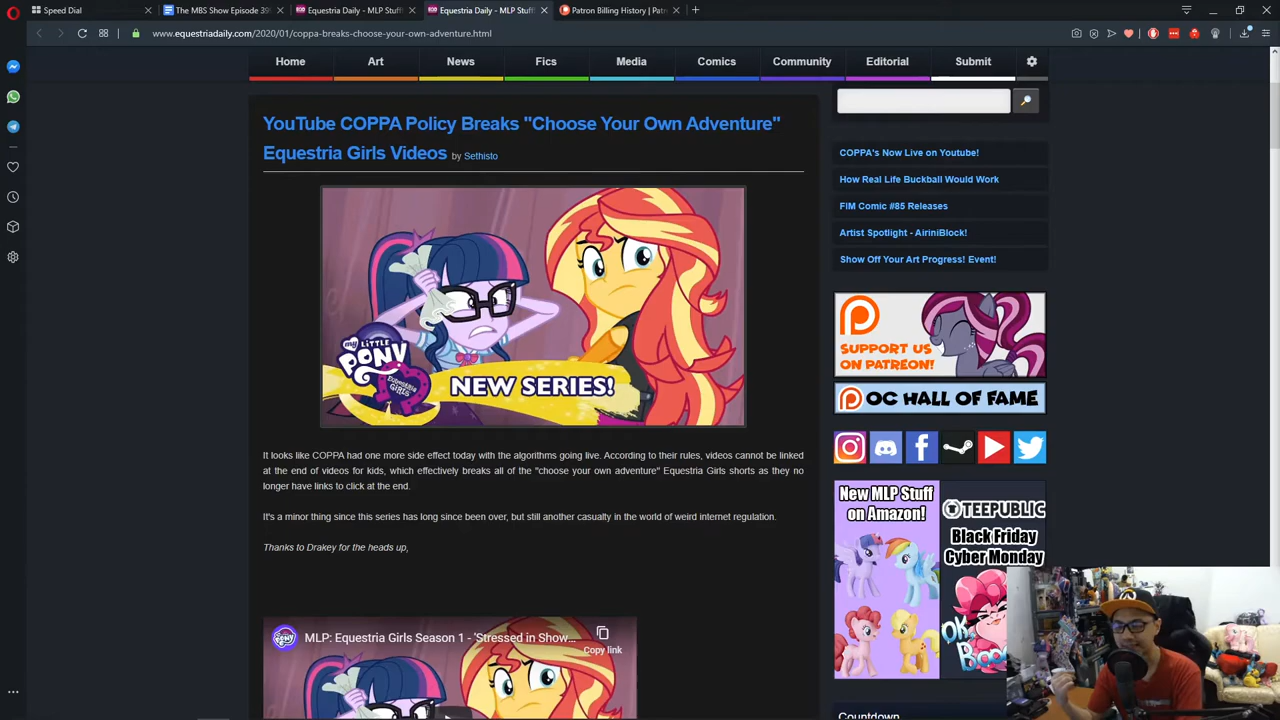 Speed Dial
The MBS Show Episode 39
Equestria Daily - MLP Stuff
Equestria Daily - MLP Stuff
Patron Billing History | Patr
www.equestriadaily.com/2020/01/coppa-breaks-choose-your-own-adventure.html
Home
Art
News
Fics
Media
Comics
Community
Editorial
Submit
YouTube COPPA Policy Breaks "Choose Your Own Adventure"
Equestria Girls Videos by Sethisto
my LiTTLE
PONY
EQUESTRIA
GIRLS
NEW SERIES!
It looks like COPPA had one more side effect today with the algorithms going live. According to their rules, videos cannot be linked
at the end of videos for kids, which effectively breaks all of the "choose your own adventure" Equestria Girls shorts as they no
longer have links to click at the end.
It's a minor thing since this series has long since been over, but still another casualty in the world of weird internet regulation.
Thanks to Drakey for the heads up,
MLP: Equestria Girls Season 1 - 'Stressed in Show...
Copy link
COPPA's Now Live on Youtube!
How Real Life Buckball Would Work
FIM Comic #85 Releases
Artist Spotlight - AiriniBlock!
Show Off Your Art Progress! Event!
SUPPORT US
ON PATREON!
OC HALL OF FAME
New MLP Stuff
on Amazon!
TEEPUBLIC
Black Friday
Cyber Monday
OK
Countdown